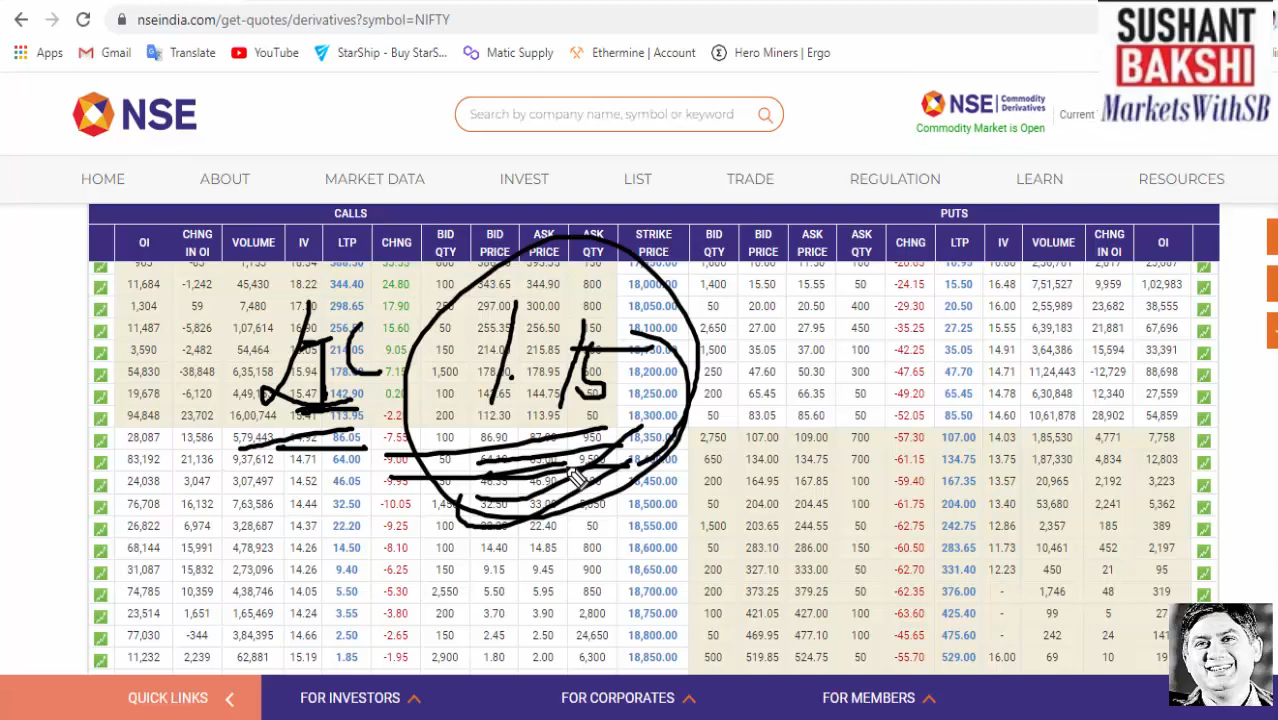 nseindia.com/get-quotes/derivatives?symbol=NIFTY
SUSHANT
BAKSHI
MarketsWithSB
Apps Gmail Translate YouTube StarShip - Buy StarS... Matic Supply Ethermine | Account Hero Miners | Ergo
NSE
Search by company name, symbol or keyword
NSE Commodity Derivatives
Commodity Market is Open
Current
HOME ABOUT MARKET DATA INVEST LIST TRADE REGULATION LEARN RESOURCES
CALLS PUTS
OI CHNG IN OI VOLUME IV LTP CHNG BID QTY BID PRICE ASK PRICE ASK QTY STRIKE PRICE BID QTY BID PRICE ASK PRICE ASK QTY CHNG LTP IV VOLUME CHNG IN OI OI
11,684 -1,242 45,430 18.22 344.40 24.80 100 343.65 344.90 800 18,000.00 1,400 15.50 15.55 50 -24.15 15.50 16.48 7,51,527 9,959 1,02,983
1,304 59 7,480 298.65 17.90 300.00 800 18,050.00 50 20.00 20.50 400 -29.30 20.50 16.00 2,55,989 23,682 38,555
11,487 -5,826 1,07,614 15.60 50 255.35 256.50 150 18,100.00 2,650 27.00 27.95 450 -35.25 27.25 15.55 6,39,183 21,881 67,696
3,590 -2,482 54,464 9.05 150 215.85 1,500 35.05 37.00 100 -42.25 35.05 14.91 3,64,386 15,594 33,391
54,830 -38,848 6,35,158 15.94 1,500 178.95 18,200.00 50 47.60 50.30 300 -47.65 47.70 14.71 11,24,443 -12,729 88,698
19,678 -6,120 15.47 142.90 100 18,250.00 200 65.45 66.35 200 -49.20 65.45 14.78 6,30,848 12,340 28,228
94,848 23,702 16,00,744 113.95 200 112.30 113.95 50 18,300.00 50 83.05 85.60 50 -52.05 85.50 14.60 10,61,878 28,902 54,859
28,087 13,586 5,79,443 86.05 100 86.90 950 18,350.00 2,750 107.00 109.00 700 -57.30 107.00 14.03 1,85,530 4,771 7,758
83,192 21,136 9,37,612 14.71 64.00 -9.00 50 650 134.00 134.75 700 -61.15 134.75 13.75 1,87,330 4,834 12,803
24,038 3,047 3,07,497 14.52 46.05 -9.95 50 46.90 18,450.00 50 164.95 167.85 100 -59.40 167.35 13.57 20,965 2,192 3,223
76,708 16,132 7,63,586 14.44 32.50 -10.05 32.50 18,500.00 200 204.00 204.45 100 -61.75 204.00 13.40 53,680 2,241 5,362
26,822 6,974 3,28,687 14.37 22.20 -9.25 100 22.40 50 18,550.00 1,500 203.65 244.55 50 -62.75 242.75 12.86 2,357 185 389
68,144 15,991 4,78,923 14.26 14.50 -8.10 100 14.40 14.85 800 18,600.00 50 283.10 286.00 150 -60.50 283.65 11.73 10,461 452 2,197
31,087 15,832 2,73,096 14.26 9.40 -6.25 150 9.15 9.45 900 18,650.00 200 327.10 333.00 150 -62.70 331.40 12.23 450 21 95
74,785 10,359 4,38,746 14.05 5.50 -5.30 2,550 5.50 5.95 850 18,700.00 200 373.25 379.25 50 -62.35 376.00 - 1,746 48 319
23,514 1,651 1,65,469 14.24 3.55 -3.80 200 3.70 3.90 2,800 18,750.00 100 421.05 427.00 100 -63.60 425.40 - 99 5
77,030 -344 3,84,395 14.66 2.50 -2.65 150 2.45 2.50 24,650 18,800.00 50 469.95 477.10 100 -45.65 475.60 - 242 24
11,232 2,239 62,881 15.19 1.85 -1.95 2,900 1.80 2.00 6,300 18,850.00 500 519.85 524.75 50 -55.70 529.00 16.00 69 10
QUICK LINKS FOR INVESTORS FOR CORPORATES FOR MEMBERS